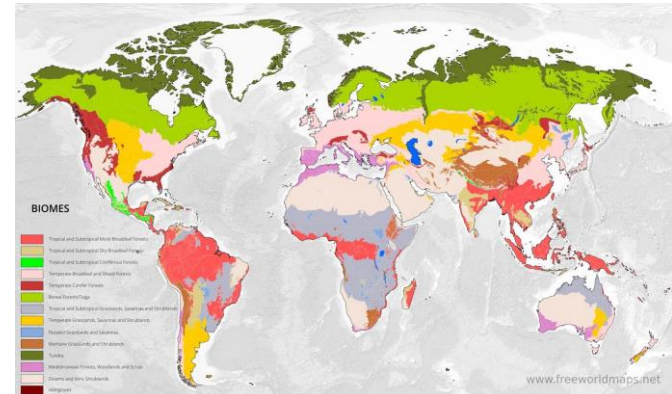 BIOMES
Tropical and Subtropical Moist Broadleaf Forests
Tropical and Subtropical Dry Broadleaf Forests
Tropical and Subtropical Coniferous Forests
Temperate Broadleaf and Mixed Forests
Temperate Conifer Forests
Boreal Forests/Taiga
Tropical and Subtropical Grasslands, Savannas and Shrublands
Temperate Grasslands, Savannas and Shrublands
Flooded Grasslands and Savannas
Montane Grasslands and Shrublands
Tundra
Mediterranean Forests, Woodlands and Scrub
Deserts and Xeric Shrublands
Mangroves
www.freeworldmaps.net